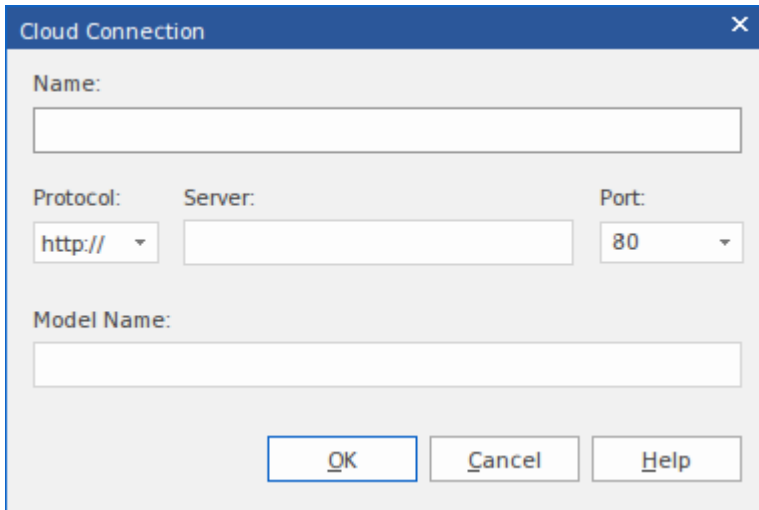 Cloud Connection
Name:
Protocol: Server: Port:
http:// 80
Model Name:
OK Cancel Help